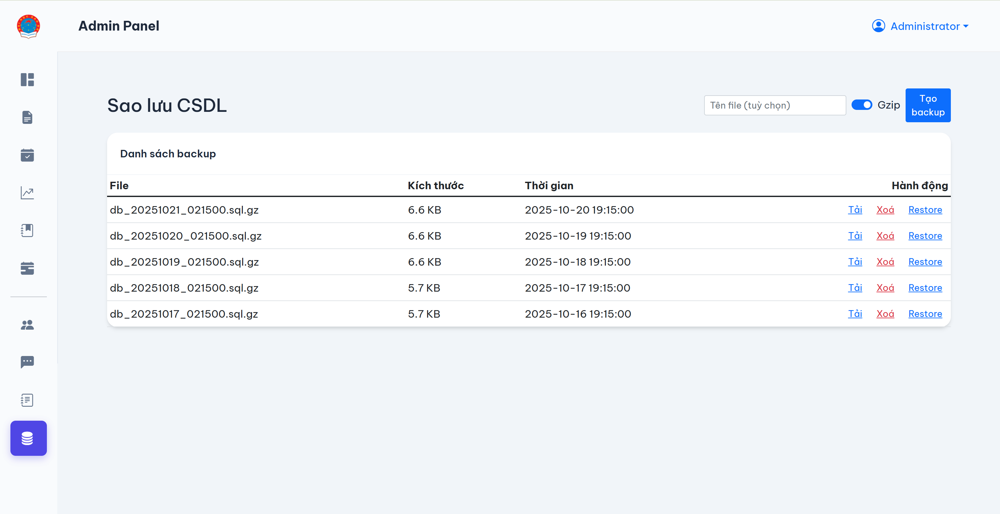 Admin Panel
Administrator
Sao lưu CSDL
Tên file (tuỳ chọn)
Gzip
Tạo
backup
Danh sách backup
File Kích thước Thời gian Hành động
db_20251021_021500.sql.gz 6.6 KB 2025-10-20 19:15:00 Tải Xoá Restore
db_20251020_021500.sql.gz 6.6 KB 2025-10-19 19:15:00 Tải Xoá Restore
db_20251019_021500.sql.gz 6.6 KB 2025-10-18 19:15:00 Tải Xoá Restore
db_20251018_021500.sql.gz 5.7 KB 2025-10-17 19:15:00 Tải Xoá Restore
db_20251017_021500.sql.gz 5.7 KB 2025-10-16 19:15:00 Tải Xoá Restore